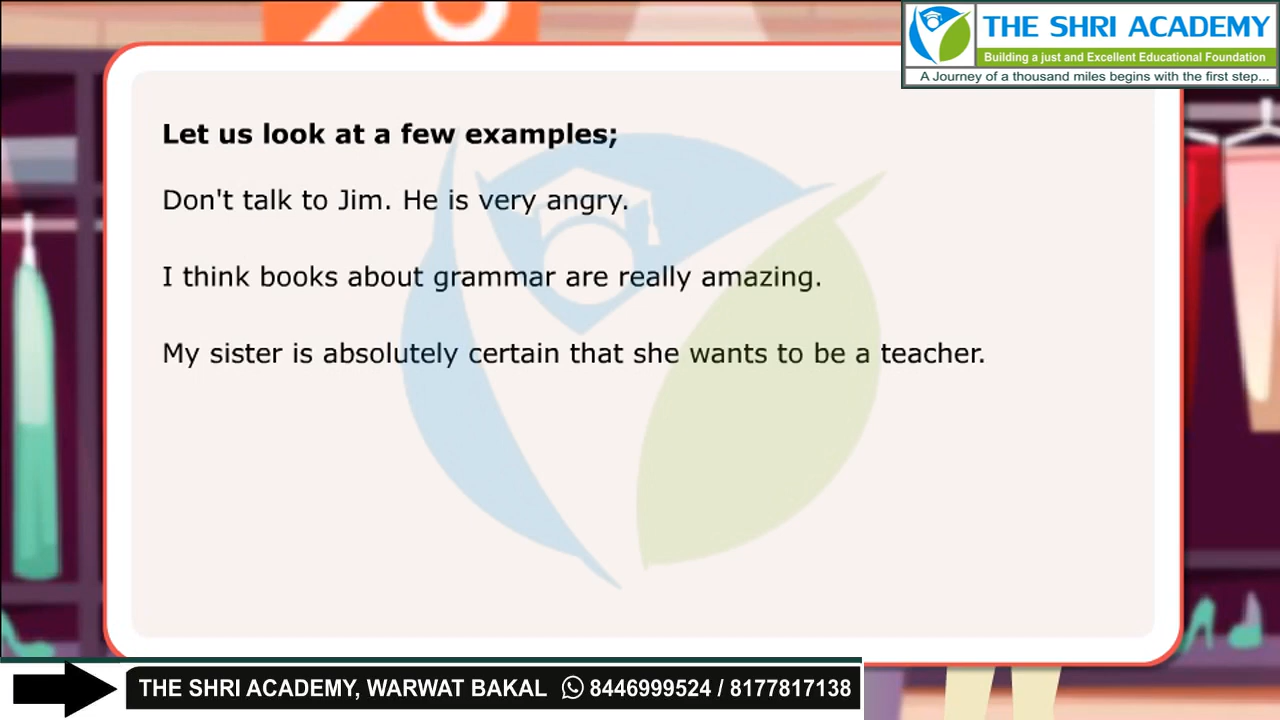 THE SHRI ACADEMY
Building a just and Excellent Educational Foundation
A Journey of a thousand miles begins with the first step...
Let us look at a few examples;
Don't talk to Jim. He is very angry.
I think books about grammar are really amazing.
My sister is absolutely certain that she wants to be a teacher.
THE SHRI ACADEMY, WARWAT BAKAL 8446999524 / 8177817138